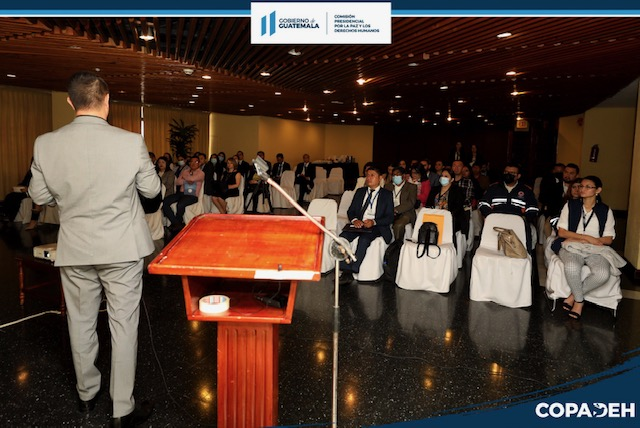 GOBIERNO de
GUATEMALA
COMISIÓN
PRESIDENCIAL
POR LA PAZ Y LOS
DERECHOS HUMANOS
COPADEH